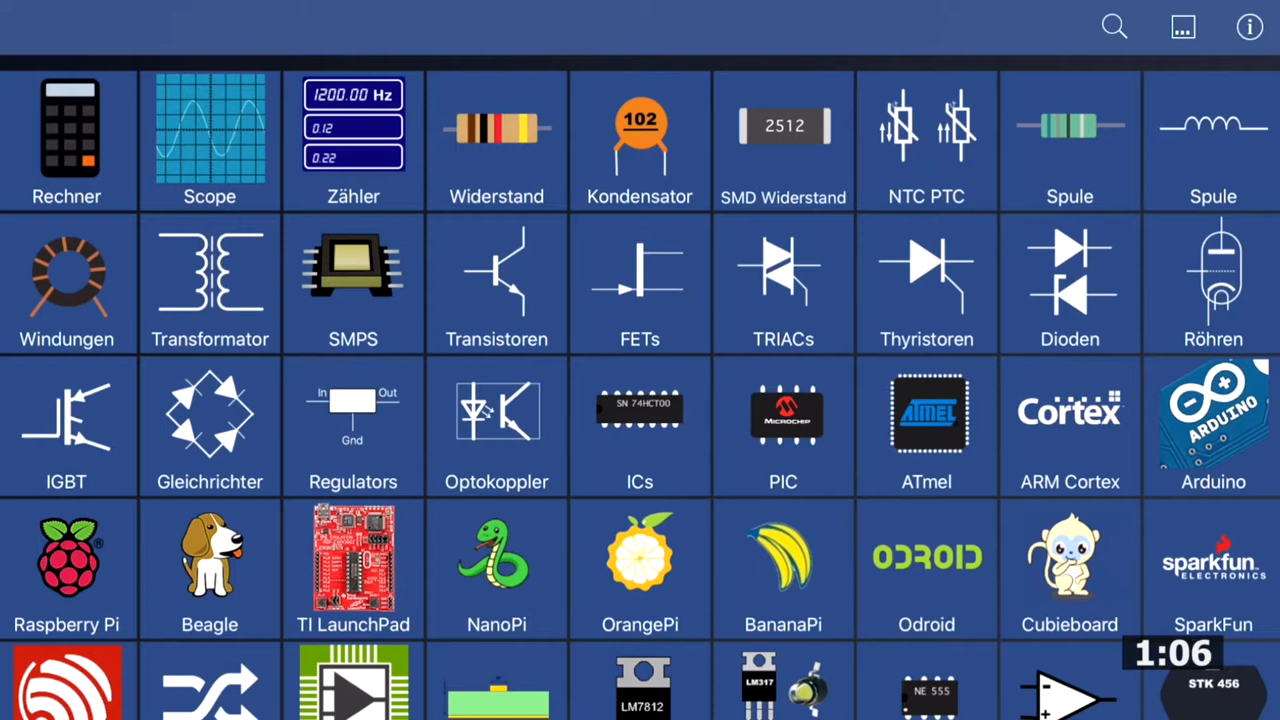 1200.00 Hz
0.12
0.22
102
2512
Rechner
Scope
Zähler
Widerstand
Kondensator
SMD Widerstand
NTC PTC
Spule
Spule
Windungen
Transformator
SMPS
Transistoren
FETs
TRIACs
Thyristoren
Dioden
Röhren
In
Out
Gnd
SN 74HCT00
MICROCHIP
ATMEL
Cortex
ARDUINO
IGBT
Gleichrichter
Regulators
Optokoppler
ICs
PIC
ATmel
ARM Cortex
Arduino
ODROID
sparkfun
ELECTRONICS
Raspberry Pi
Beagle
TI LaunchPad
NanoPi
OrangePi
BananaPi
Odroid
Cubieboard
SparkFun
1:06
LM7812
LM317
NE 555
STK 456